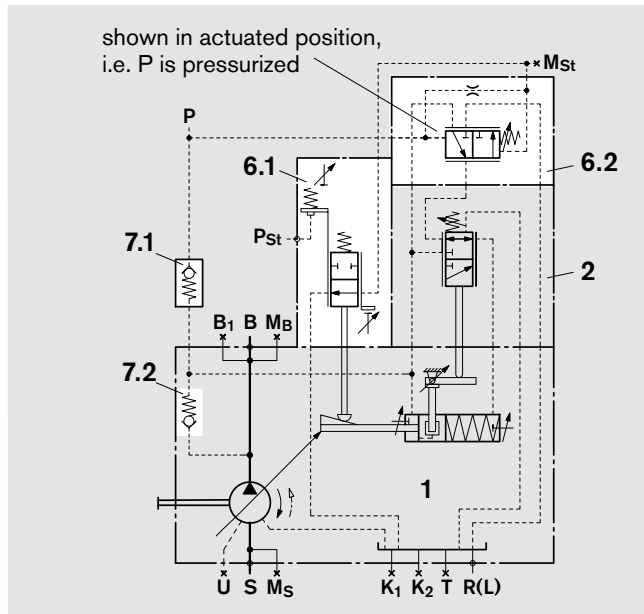 shown in actuated position,
i.e. P is pressurized
MSt
P
6.1
6.2
PSt
7.1
2
B1 B MB
7.2
1
U S MS
K1 K2 T R(L)